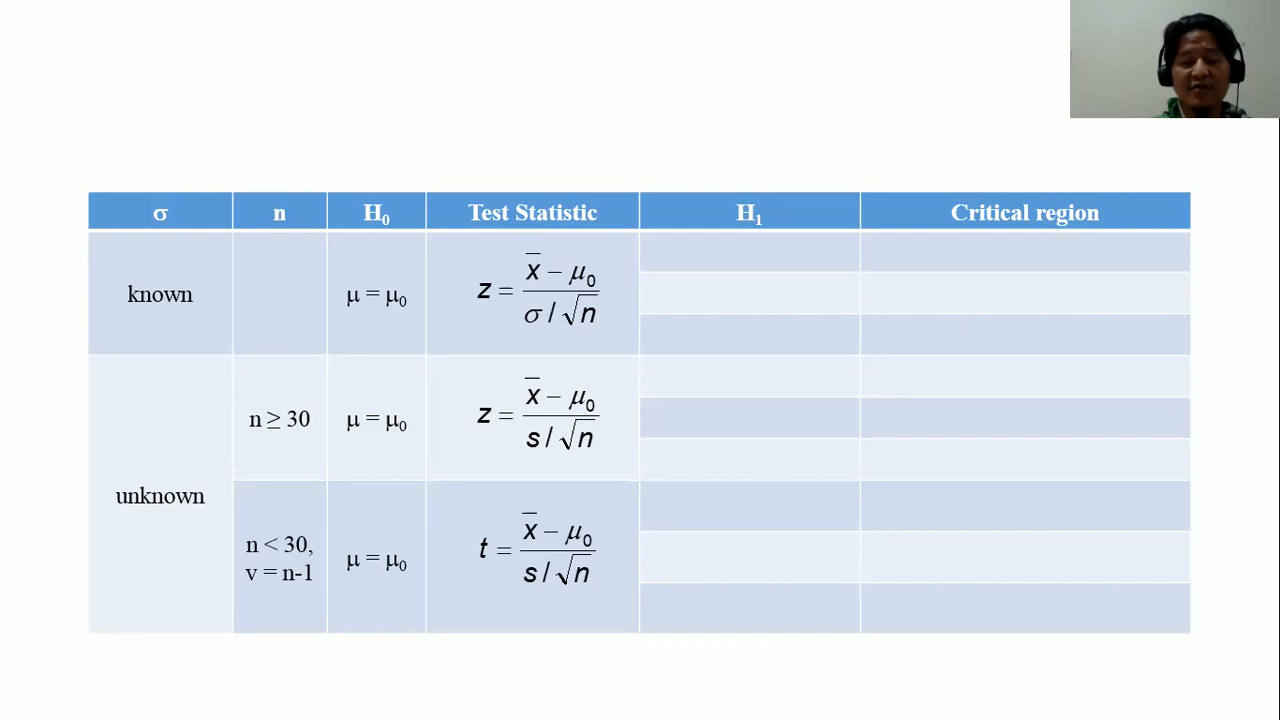 σ n H₀ Test Statistic H₁ Critical region
known μ = μ₀ z = (x̅ − μ₀) / (σ / √n)
unknown
n ≥ 30 μ = μ₀ z = (x̅ − μ₀) / (s / √n)
n < 30,
v = n-1
μ = μ₀ t = (x̅ − μ₀) / (s / √n)